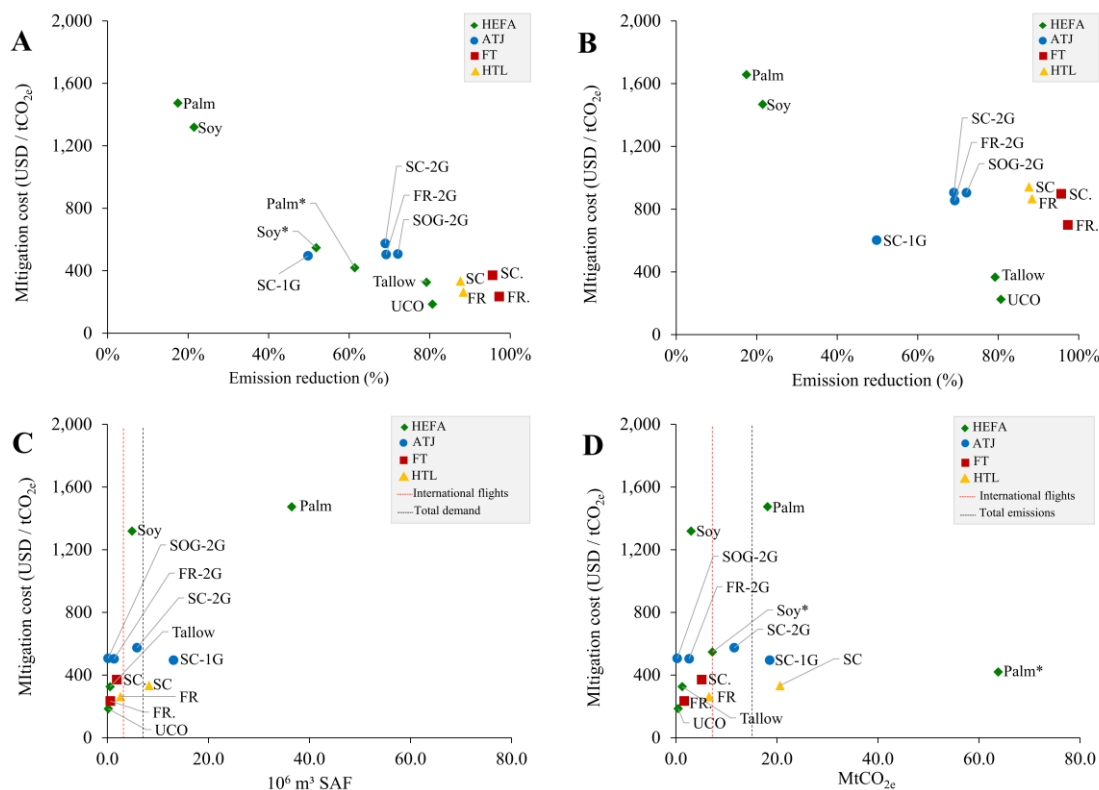 A
MItigation cost (USD / tCO2e)
2,000
1,600
1,200
800
400
0
0%
20%
40%
60%
80%
100%
Emission reduction (%)
HEFA
ATJ
FT
HTL
Palm
Soy
SC-2G
FR-2G
Palm*
SOG-2G
Soy*
SC-1G
Tallow
SC
SC.
UCO
FR
FR.
B
MItigation cost (USD / tCO2e)
2,000
1,600
1,200
800
400
0
0%
20%
40%
60%
80%
100%
Emission reduction (%)
HEFA
ATJ
FT
HTL
Palm
Soy
SC-2G
FR-2G
SOG-2G
SC
SC.
FR
FR.
SC-1G
Tallow
UCO
C
MItigation cost (USD / tCO2e)
2,000
1,600
1,200
800
400
0
0.0
20.0
40.0
60.0
80.0
10⁶ m³ SAF
HEFA
ATJ
FT
HTL
International flights
Total demand
Palm
Soy
SOG-2G
FR-2G
SC-2G
Tallow
SC-1G
SC.
SC
FR
FR.
UCO
D
MItigation cost (USD / tCO2e)
2,000
1,600
1,200
800
400
0
0.0
20.0
40.0
60.0
80.0
MtCO2e
HEFA
ATJ
FT
HTL
International flights
Total emissions
Palm
Soy
SOG-2G
FR-2G
Soy*
SC-2G
SC-1G
SC
Palm*
SC.
FR.
FR
Tallow
UCO